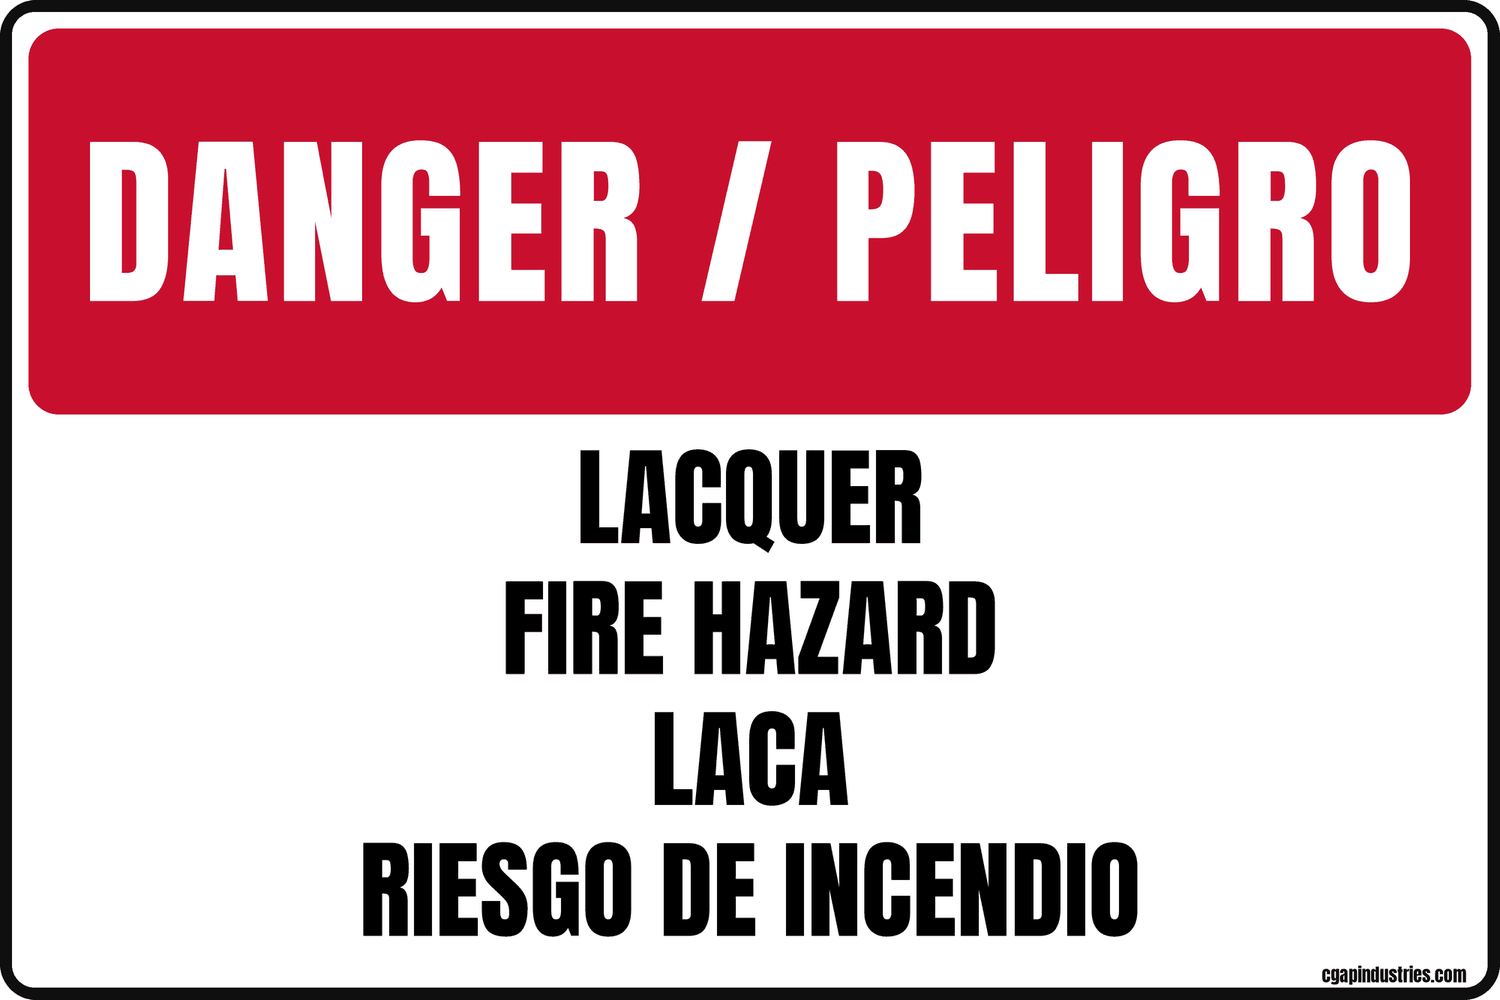 DANGER / PELIGRO
LACQUER
FIRE HAZARD
LACA
RIESGO DE INCENDIO
cgapindustries.com